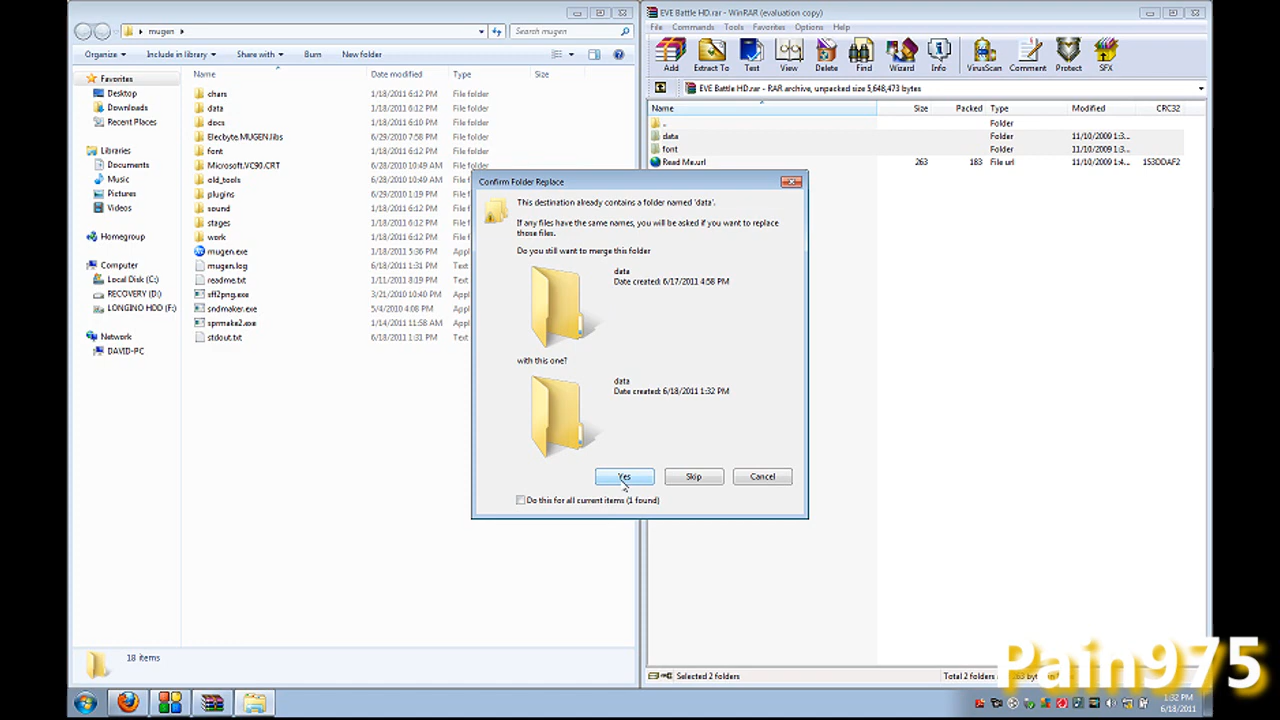 mugen
Search mugen
Organize
Include in library
Share with
Burn
New folder
Favorites
Desktop
Downloads
Recent Places
Libraries
Documents
Music
Pictures
Videos
Homegroup
Computer
Local Disk (C:)
RECOVERY (D:)
LONGINO HDD (F:)
Network
DAVID-PC
Name Date modified Type Size
chars 1/18/2011 6:12 PM File folder
data 1/18/2011 6:12 PM File folder
docs 1/18/2011 6:10 PM File folder
Elecbyte.MUGEN.libs 6/29/2010 7:58 PM File folder
font 1/18/2011 6:12 PM File folder
Microsoft.VC90.CRT 6/28/2010 10:49 AM File folder
old_tools 6/28/2010 10:49 AM File f
plugins 6/29/2010 10:49 AM File f
sound 1/18/2011 6:12 PM File f
stages 1/18/2011 6:12 PM File f
work 1/18/2011 6:12 PM File f
mugen.exe 1/18/2011 5:36 PM Appl
mugen.log 6/18/2011 1:31 PM Text
readme.txt 1/11/2011 8:19 PM Text
sff2png.exe 3/21/2010 10:40 PM Appl
sndmaker.exe 5/4/2010 4:08 PM Appl
sprmake2.exe 1/14/2011 11:58 AM Appl
stdout.txt 6/18/2011 1:31 PM Text
18 items
EVE Battle HD.rar - WinRAR (evaluation copy)
File Commands Tools Favorites Options Help
Add Extract To Test View Delete Find Wizard Info VirusScan Comment Protect SFX
EVE Battle HD.rar - RAR archive, unpacked size 5,648,473 bytes
Name Size Packed Type Modified CRC32
.. Folder
data Folder 11/10/2009 1:3...
font Folder 11/10/2009 1:3...
Read Me.url 263 183 File url 11/10/2009 1:4... 153DDAF2
Confirm Folder Replace
This destination already contains a folder named 'data'.
If any files have the same names, you will be asked if you want to replace
those files.
Do you still want to merge this folder
data
Date created: 6/17/2011 4:58 PM
with this one?
data
Date created: 6/18/2011 1:32 PM
Yes Skip Cancel
Do this for all current items (1 found)
Selected 2 folders
Total 2 folders
Pain975
1:32 PM
6/18/2011